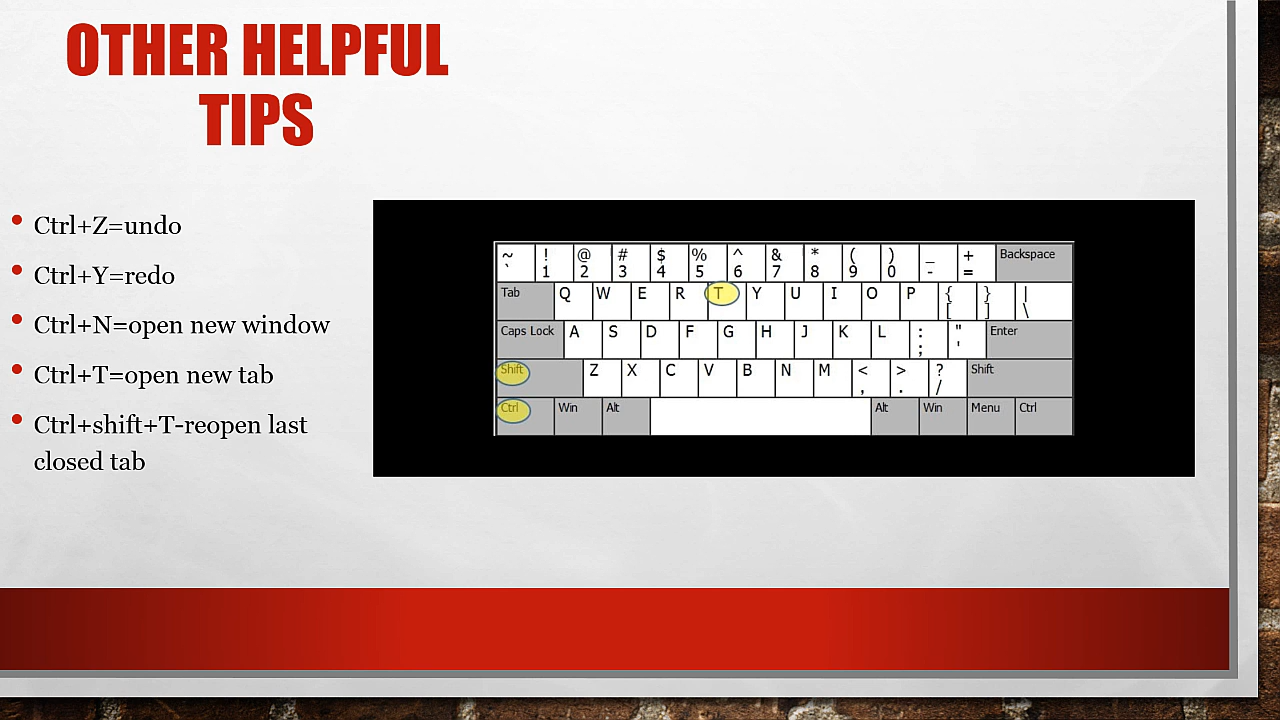 OTHER HELPFUL
TIPS
• Ctrl+Z=undo
• Ctrl+Y=redo
• Ctrl+N=open new window
• Ctrl+T=open new tab
• Ctrl+shift+T-reopen last
closed tab
~ ! @ # $ % ^ & * ( ) _ + Backspace
` 1 2 3 4 5 6 7 8 9 0 - =
Tab Q W E R T Y U I O P { } |
[ ] \
Caps Lock A S D F G H J K L : " Enter
; '
Shift Z X C V B N M < > ? Shift
, . /
Ctrl Win Alt Alt Win Menu Ctrl